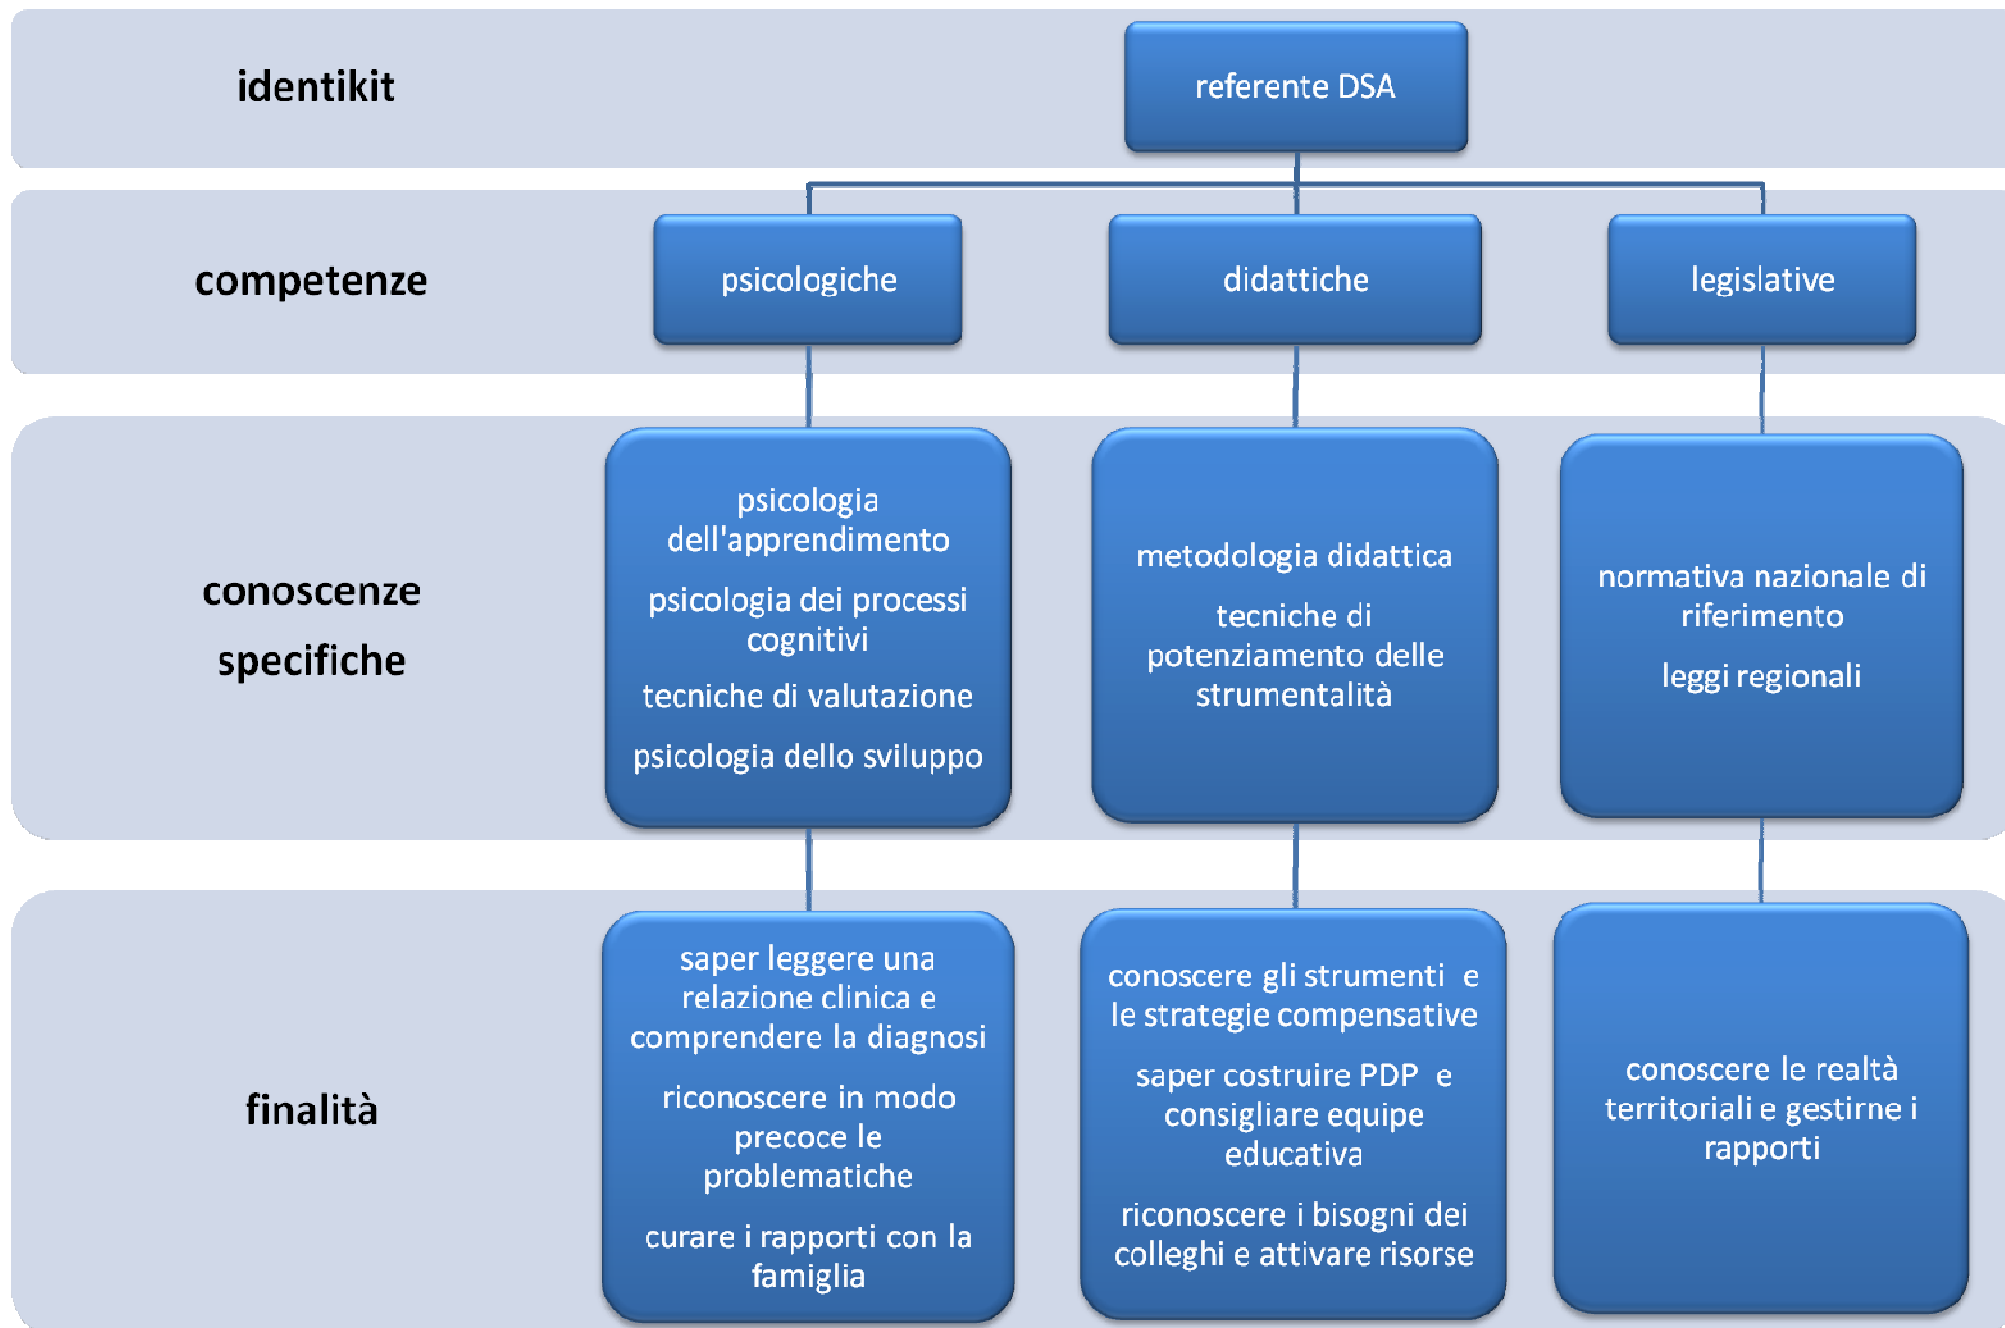 identikit
referente DSA
competenze
psicologiche
didattiche
legislative
conoscenze
specifiche
psicologia
dell'apprendimento
psicologia dei processi
cognitivi
tecniche di valutazione
psicologia dello sviluppo
metodologia didattica
tecniche di
potenziamento delle
strumentalità
normativa nazionale di
riferimento
leggi regionali
finalità
saper leggere una
relazione clinica e
comprendere la diagnosi
riconoscere in modo
precoce le
problematiche
curare i rapporti con la
famiglia
conoscere gli strumenti e
le strategie compensative
saper costruire PDP e
consigliare equipe
educativa
riconoscere i bisogni dei
colleghi e attivare risorse
conoscere le realtà
territoriali e gestirne i
rapporti